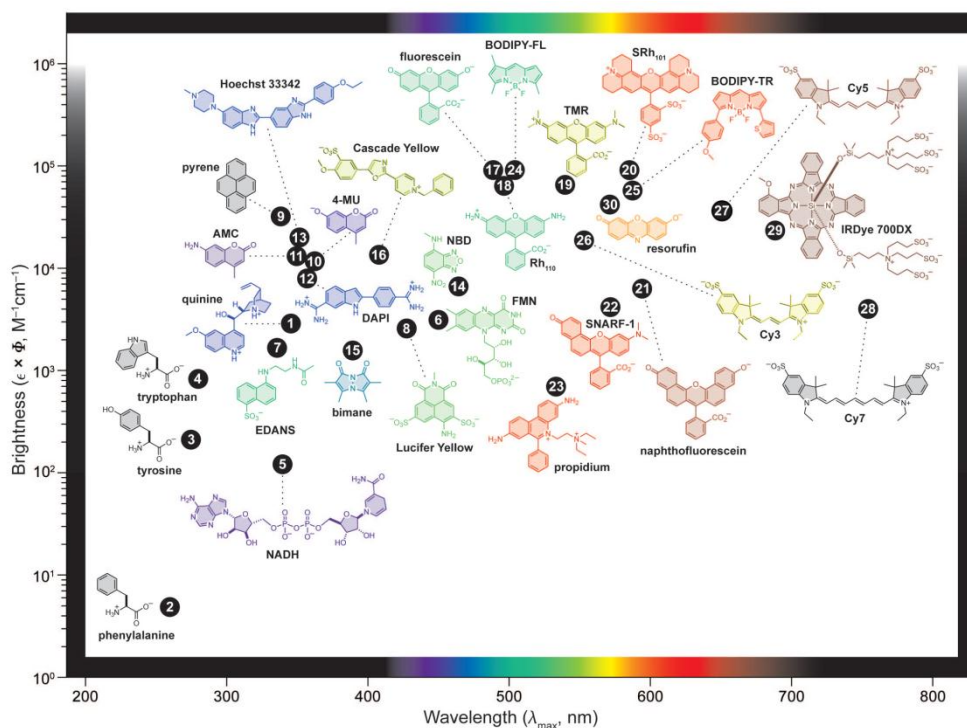 Brightness (ϵ × Φ, M⁻¹cm⁻¹)
10⁶
10⁵
10⁴
10³
10²
10¹
10⁰
fluorescein
BODIPY-FL
SRh₁₀₁
BODIPY-TR
Hoechst 33342
Cy5
TMR
Cascade Yellow
pyrene
4-MU
AMC
NBD
Rh₁₁₀
resorufin
IRDye 700DX
quinine
DAPI
FMN
SNARF-1
Cy3
tryptophan
EDANS
bimane
Lucifer Yellow
Cy7
tyrosine
propidium
naphthofluorescein
NADH
phenylalanine
17
24
18
19
20
25
30
27
9
13
11
10
12
16
26
29
14
21
22
28
1
8
6
7
15
4
23
3
5
2
200
300
400
500
600
700
800
Wavelength (λmax, nm)